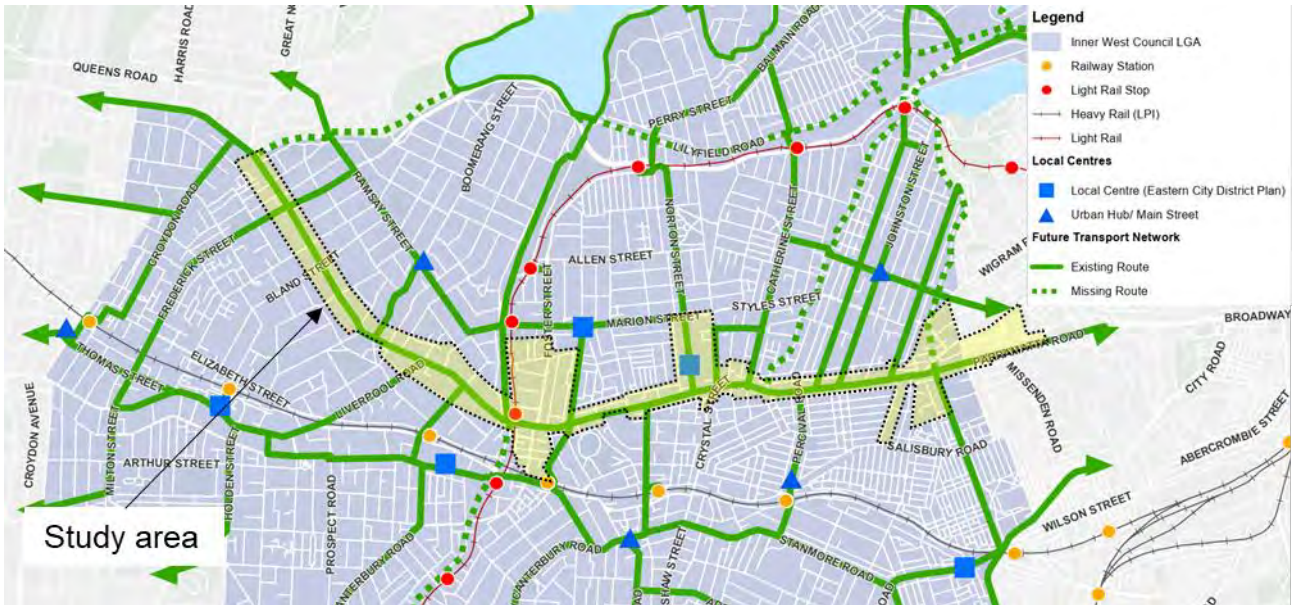 HARRIS ROAD
GREAT NO
QUEENS ROAD
BALMAIN ROAD
BOOMERANG STREET
PERRY STREET
LILYFIELD ROAD
CROYDON ROAD
RAMSAY STREET
FREDERICK STREET
BLAND STREET
ALLEN STREET
NORTON STREET
CATHERINE STREET
JOHNSTON STREET
WIGRAM
STYLES STREET
MARION STREET
FOSTER STREET
BROADWAY
PARRAMATTA ROAD
THOMAS STREET
ELIZABETH STREET
LIVERPOOL ROAD
CRYSTAL STREET
PERCIVAL ROAD
MISSENDEN ROAD
CITY ROAD
CROYDON AVENUE
MILTON STREET
ARTHUR STREET
HOLDEN STREET
PROSPECT ROAD
SALISBURY ROAD
ABERCROMBIE STREET
WILSON STREET
CANTERBURY ROAD
ANTERBURY ROAD
SHAW STREET
STANMORE ROAD
Study area
Legend
Inner West Council LGA
Railway Station
Light Rail Stop
Heavy Rail (LPI)
Light Rail
Local Centres
Local Centre (Eastern City District Plan)
Urban Hub/ Main Street
Future Transport Network
Existing Route
Missing Route